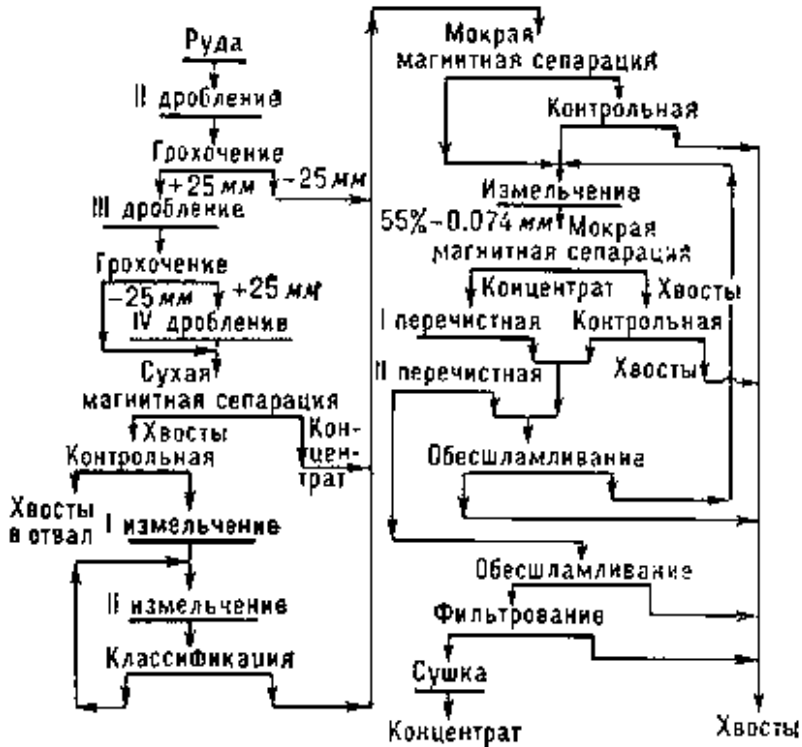 Руда
II дробление
Грохочение
+25 мм
-25 мм
III дробление
Грохочение
-25 мм
+25 мм
IV дробление
Сухая
магнитная сепарация
Хвосты
Кон-
цен-
трат
Контрольная
Хвосты
в отвал
I измельчение
II измельчение
Классификация
Мокрая
магнитная сепарация
Контрольная
Измельчение
55%-0.074 мм
Мокрая
магнитная сепарация
Концентрат
Хвосты
I перечистная
Контрольная
Хвосты
II перечистная
Обесшламливание
Обесшламливание
Фильтрование
Сушка
Концентрат
Хвосты